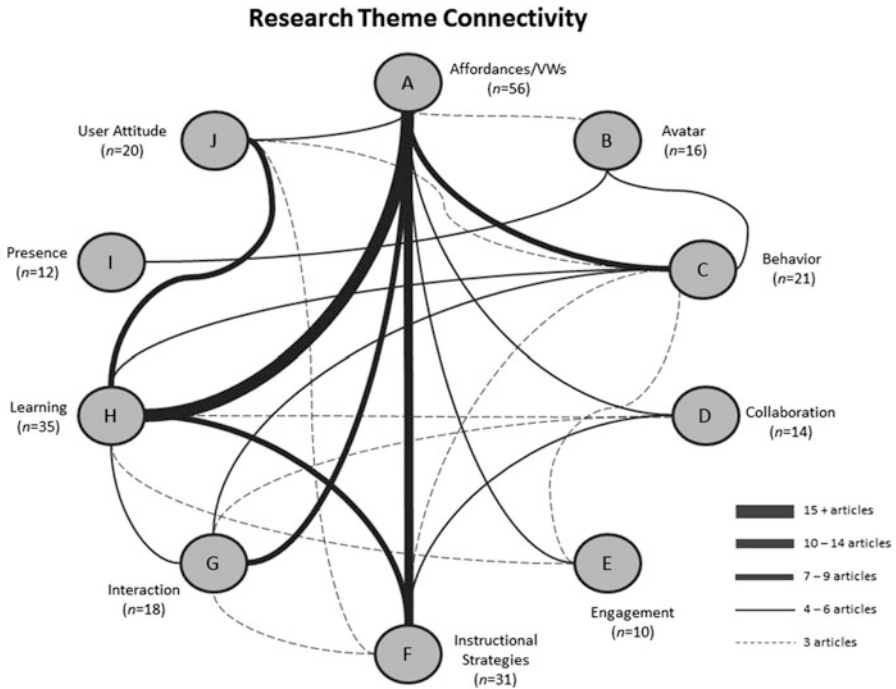 Research Theme Connectivity
A
Affordances/VWs
(n=56)
User Attitude
(n=20)
J
B
Avatar
(n=16)
Presence
(n=12)
I
C
Behavior
(n=21)
Learning
(n=35)
H
D
Collaboration
(n=14)
G
Interaction
(n=18)
E
Engagement
(n=10)
F
Instructional
Strategies
(n=31)
15 + articles
10 – 14 articles
7 – 9 articles
4 – 6 articles
3 articles